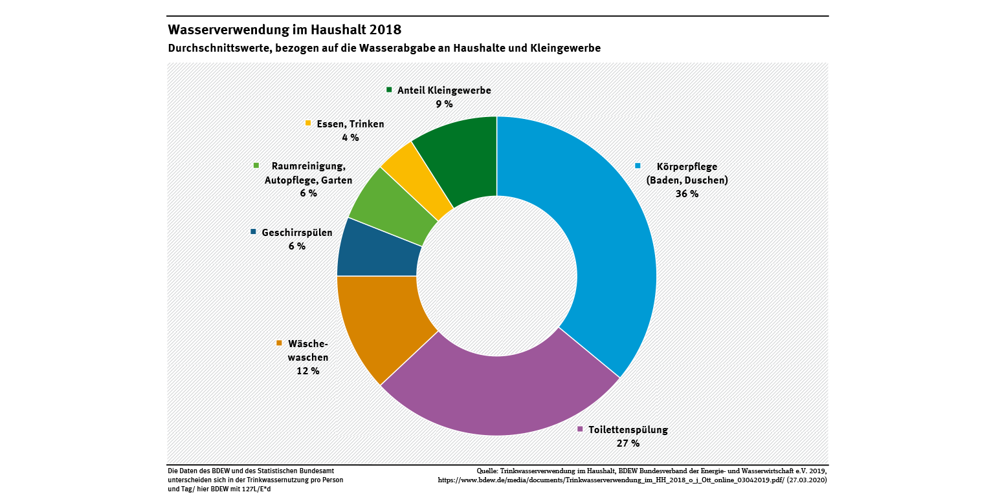 Wasserverwendung im Haushalt 2018
Durchschnittswerte, bezogen auf die Wasserabgabe an Haushalte und Kleingewerbe
Anteil Kleingewerbe
9 %
Essen, Trinken
4 %
Raumreinigung,
Autopflege, Garten
6 %
Geschirrspülen
6 %
Wäsche-
waschen
12 %
Körperpflege
(Baden, Duschen)
36 %
Toilettenspülung
27 %
Die Daten des BDEW und des Statistischen Bundesamt
unterscheiden sich in der Trinkwassernutzung pro Person
und Tag/ hier BDEW mit 127L/E*d
Quelle: Trinkwasserverwendung im Haushalt, BDEW Bundesverband der Energie- und Wasserwirtschaft e.V. 2019,
https://www.bdew.de/media/documents/Trinkwasserverwendung_im_HH_2018_o_j_Ott_online_03042019.pdf/ (27.03.2020)